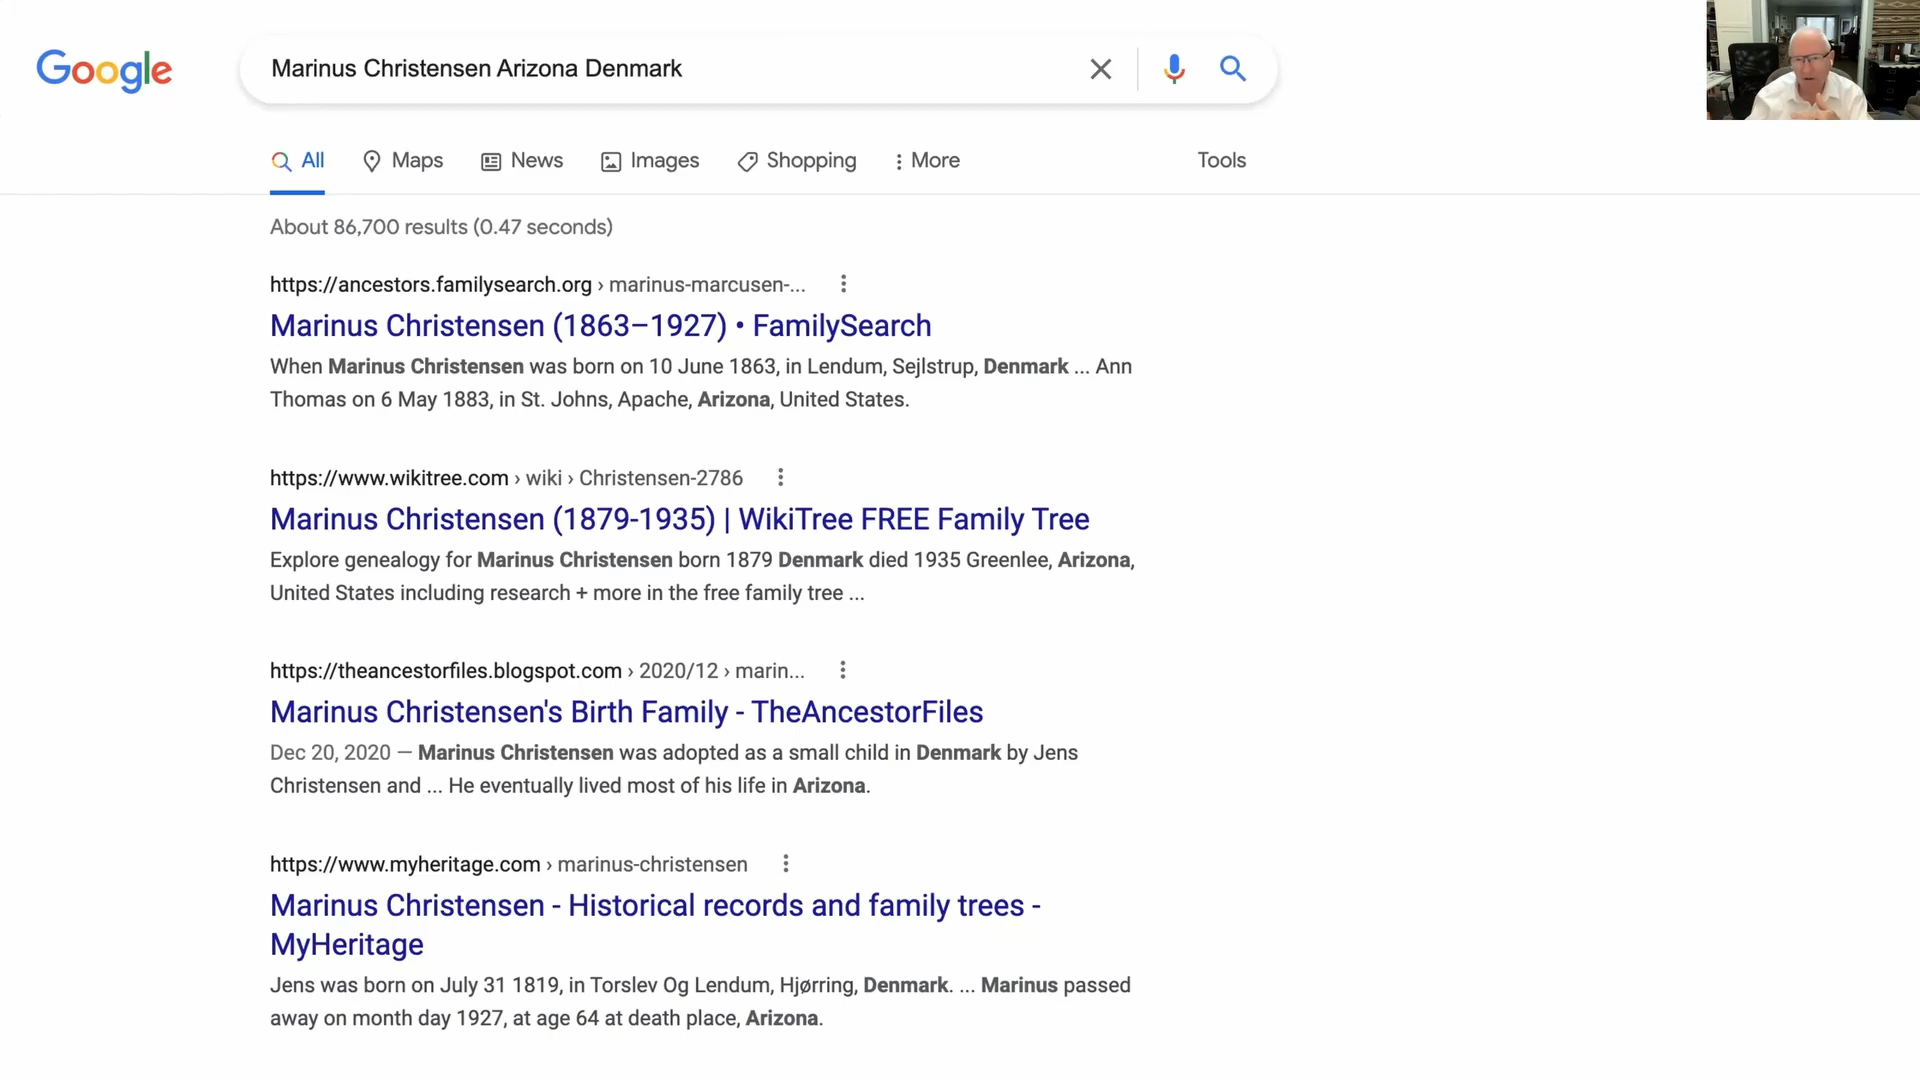 Google
Marinus Christensen Arizona Denmark
All Maps News Images Shopping More Tools
About 86,700 results (0.47 seconds)
https://ancestors.familysearch.org › marinus-marcusen-...
Marinus Christensen (1863–1927) • FamilySearch
When Marinus Christensen was born on 10 June 1863, in Lendum, Sejlstrup, Denmark ... Ann
Thomas on 6 May 1883, in St. Johns, Apache, Arizona, United States.
https://www.wikitree.com › wiki › Christensen-2786
Marinus Christensen (1879-1935) | WikiTree FREE Family Tree
Explore genealogy for Marinus Christensen born 1879 Denmark died 1935 Greenlee, Arizona,
United States including research + more in the free family tree ...
https://theancestorfiles.blogspot.com › 2020/12 › marin...
Marinus Christensen's Birth Family - TheAncestorFiles
Dec 20, 2020 — Marinus Christensen was adopted as a small child in Denmark by Jens
Christensen and ... He eventually lived most of his life in Arizona.
https://www.myheritage.com › marinus-christensen
Marinus Christensen - Historical records and family trees -
MyHeritage
Jens was born on July 31 1819, in Torslev Og Lendum, Hjørring, Denmark. ... Marinus passed
away on month day 1927, at age 64 at death place, Arizona.